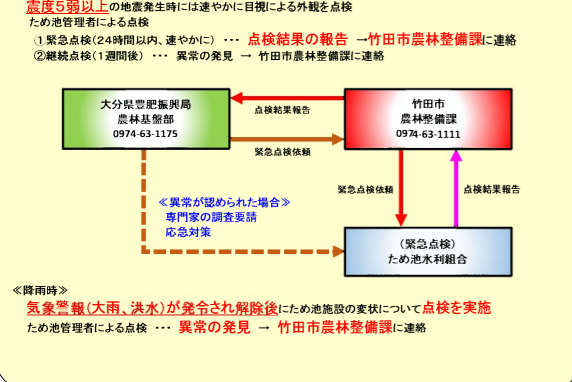 震度5弱以上の地震発生時には速やかに目視による外観を点検
ため池管理者による点検
①緊急点検(24時間以内、速やかに) ・・・ 点検結果の報告 →竹田市農林整備課に連絡
②継続点検(1週間後) ・・・ 異常の発見 → 竹田市農林整備課に連絡
大分県豊肥振興局
農林基盤部
0974-63-1175
点検結果報告
緊急点検依頼
竹田市
農林整備課
0974-63-1111
≪異常が認められた場合≫
専門家の調査要請
応急対策
緊急点検依頼
点検結果報告
(緊急点検)
ため池水利組合
≪降雨時≫
気象警報(大雨、洪水)が発令され解除後にため池施設の変状について点検を実施
ため池管理者による点検 ・・・ 異常の発見 → 竹田市農林整備課に連絡